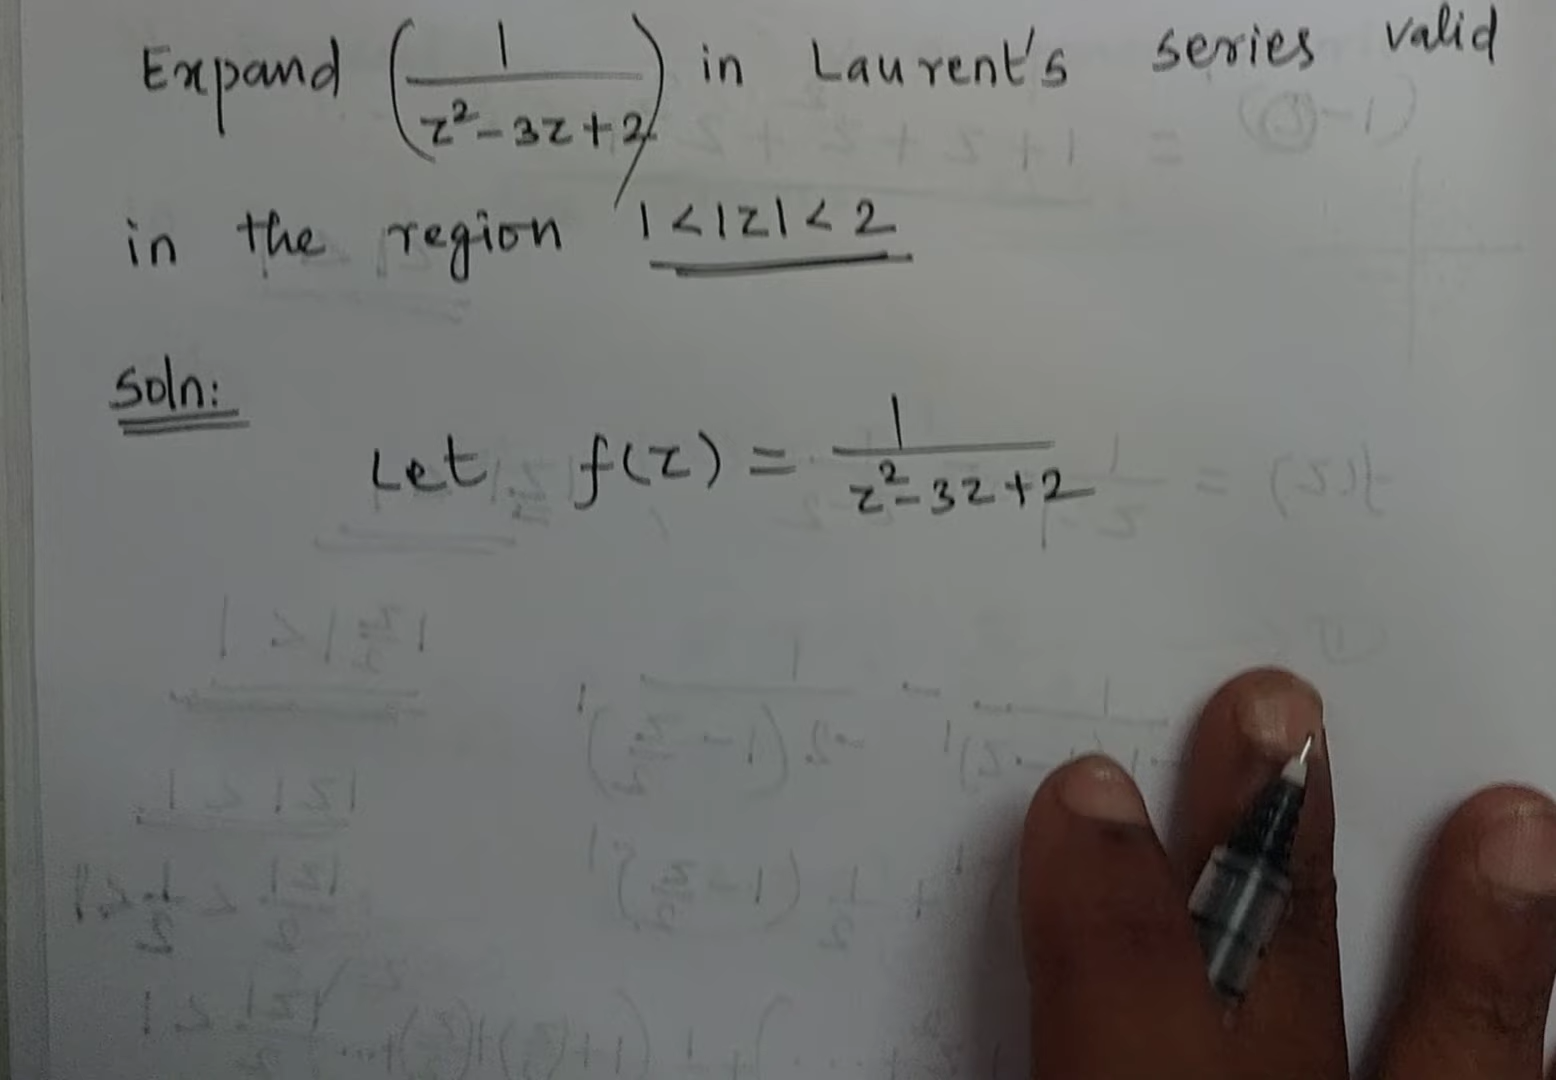 Expand (1/(z²-3z+2)) in Laurent's series valid
in the region 1<|z|<2
Soln:
Let f(z) = 1/(z²-3z+2)